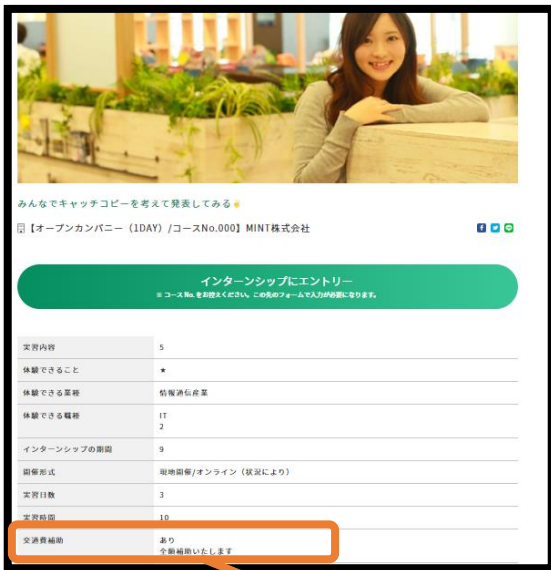 みんなでキャッチコピーを考えて発表してみる☝
【オープンカンパニー（1DAY）/コースNo.000】MINT株式会社
インターンシップにエントリー
※ コース No. をお控えください。この先のフォームで入力が必要になります。
実習内容 5
体験できること ★
体験できる業種 情報通信産業
体験できる職種 IT
2
インターンシップの期間 9
開催形式 現地開催/オンライン（状況により）
実習日数 3
実習時間 10
交通費補助 あり
全額補助いたします